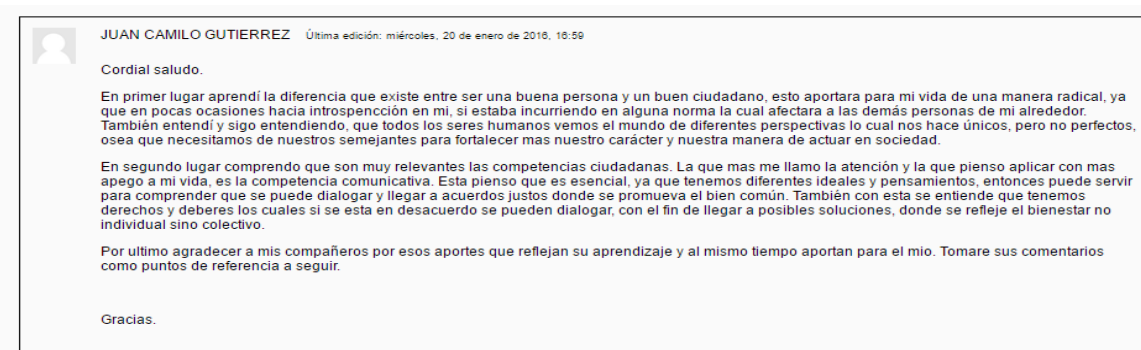 JUAN CAMILO GUTIERREZ Última edición: miércoles, 20 de enero de 2016, 16:59
Cordial saludo.
En primer lugar aprendí la diferencia que existe entre ser una buena persona y un buen ciudadano, esto aportara para mi vida de una manera radical, ya
que en pocas ocasiones hacia introspencción en mi, si estaba incurriendo en alguna norma la cual afectara a las demás personas de mi alrededor.
También entendí y sigo entendiendo, que todos los seres humanos vemos el mundo de diferentes perspectivas lo cual nos hace únicos, pero no perfectos,
osea que necesitamos de nuestros semejantes para fortalecer mas nuestro carácter y nuestra manera de actuar en sociedad.
En segundo lugar comprendo que son muy relevantes las competencias ciudadanas. La que mas me llamo la atención y la que pienso aplicar con mas
apego a mi vida, es la competencia comunicativa. Esta pienso que es esencial, ya que tenemos diferentes ideales y pensamientos, entonces puede servir
para comprender que se puede dialogar y llegar a acuerdos justos donde se promueva el bien común. También con esta se entiende que tenemos
derechos y deberes los cuales si se esta en desacuerdo se pueden dialogar, con el fin de llegar a posibles soluciones, donde se refleje el bienestar no
individual sino colectivo.
Por ultimo agradecer a mis compañeros por esos aportes que reflejan su aprendizaje y al mismo tiempo aportan para el mio. Tomare sus comentarios
como puntos de referencia a seguir.
Gracias.